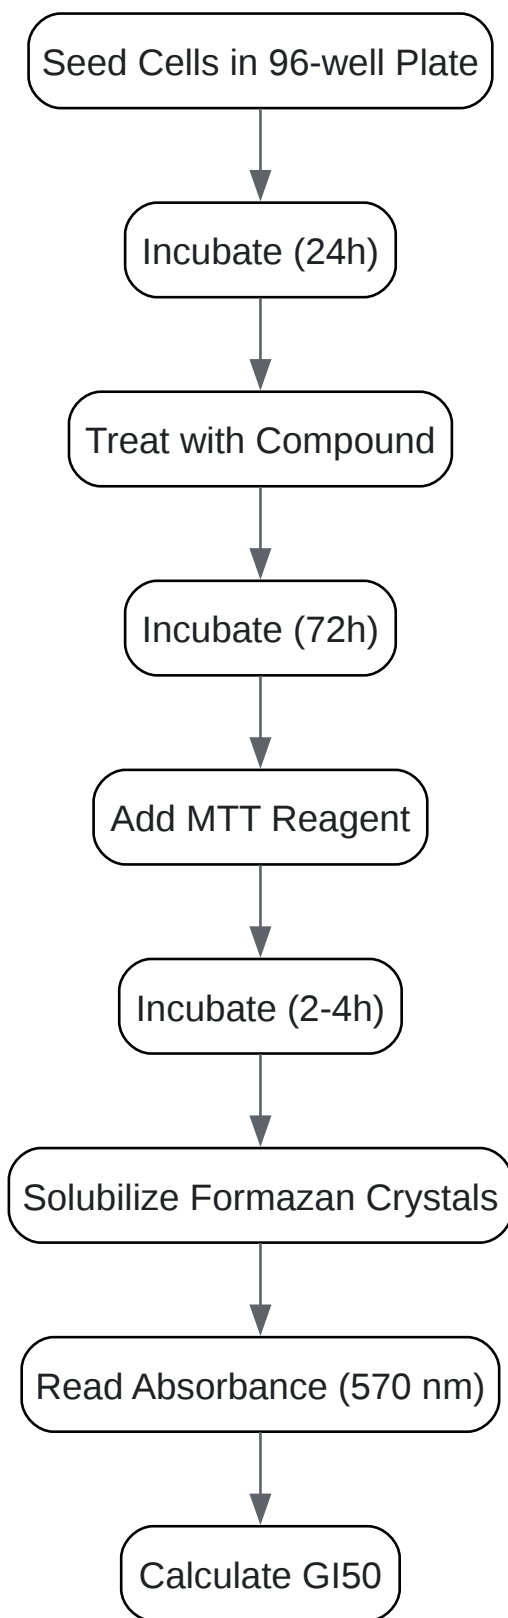 Seed Cells in 96-well Plate
Incubate (24h)
Treat with Compound
Incubate (72h)
Add MTT Reagent
Incubate (2-4h)
Solubilize Formazan Crystals
Read Absorbance (570 nm)
Calculate GI50